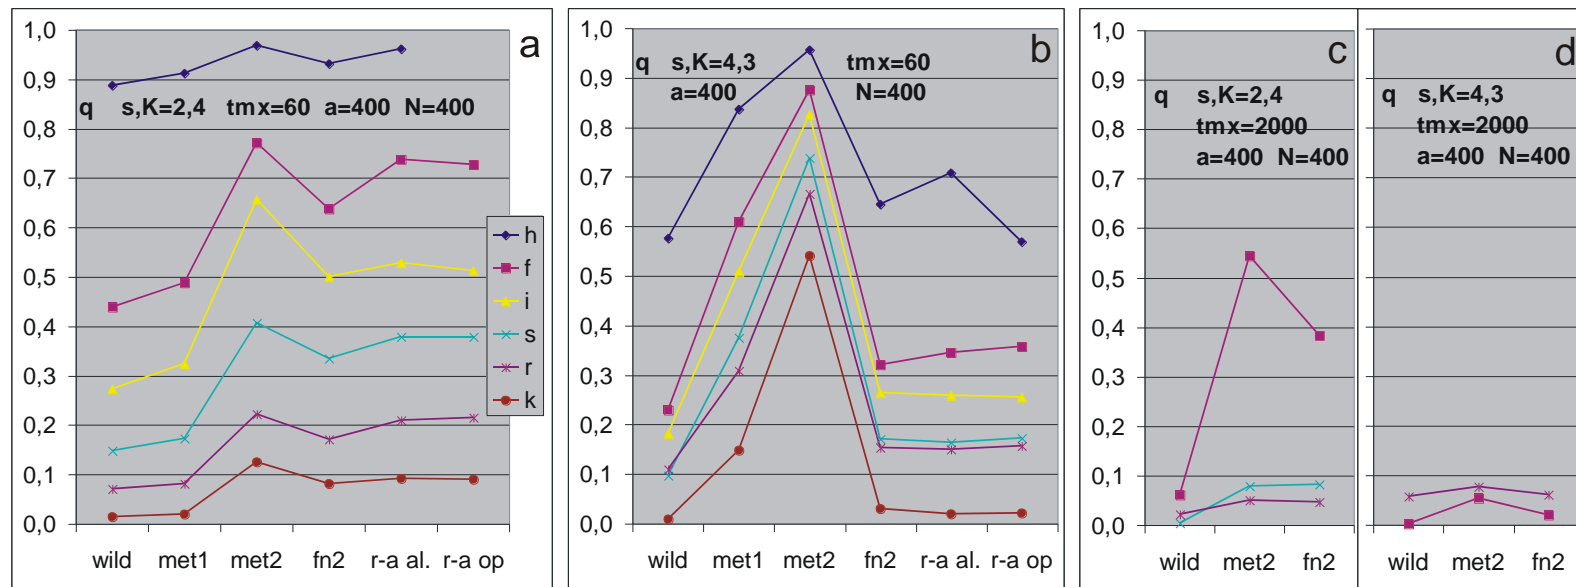 a
1,0
0,9
0,8
0,7
0,6
0,5
0,4
0,3
0,2
0,1
0,0
q s,K=2,4 tmx=60 a=400 N=400
h
f
i
s
r
k
wild met1 met2 fn2 r-a al. r-a op
b
1,0
0,9
0,8
0,7
0,6
0,5
0,4
0,3
0,2
0,1
0,0
q s,K=4,3 tmx=60
a=400 N=400
wild met1 met2 fn2 r-a al. r-a op
c
1,0
0,9
0,8
0,7
0,6
0,5
0,4
0,3
0,2
0,1
0,0
q s,K=2,4
tmx=2000
a=400 N=400
wild met2 fn2
d
q s,K=4,3
tmx=2000
a=400 N=400
wild met2 fn2